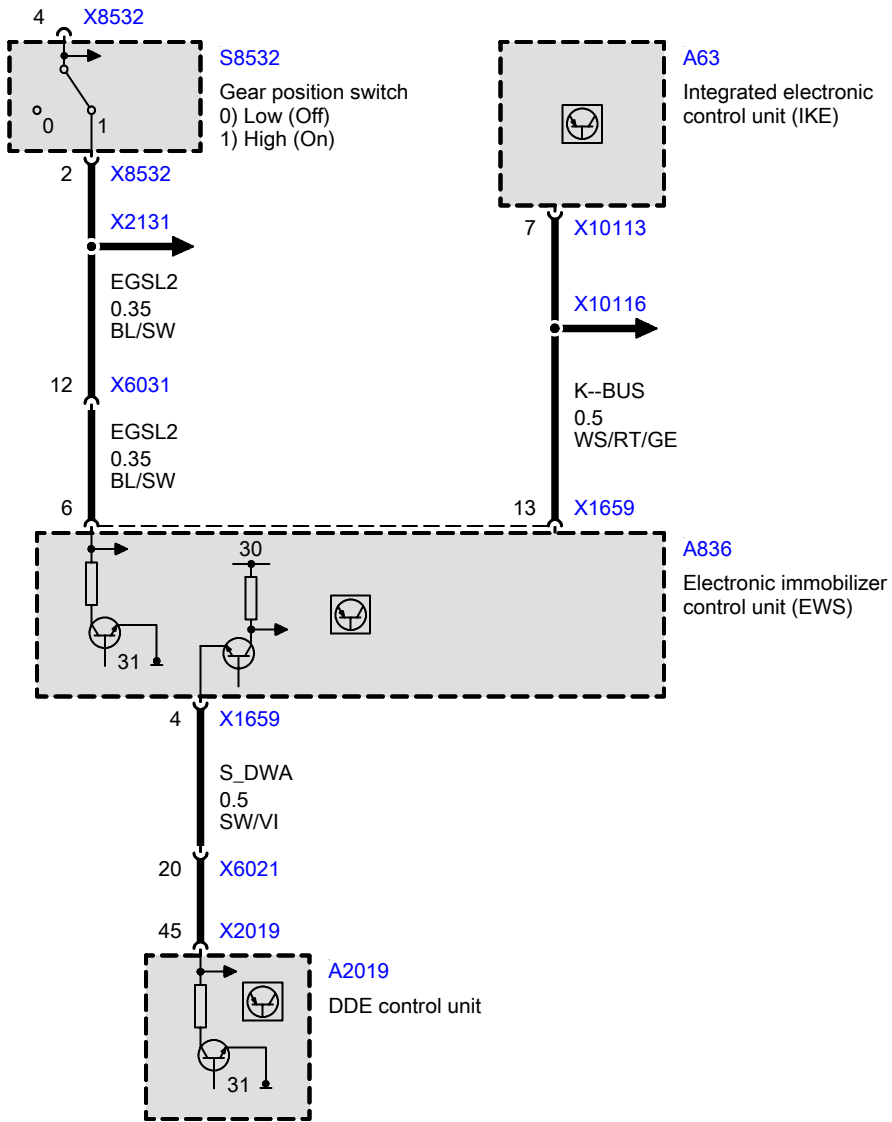 4 X8532
S8532
Gear position switch
0) Low (Off)
1) High (On)
0 1
A63
Integrated electronic
control unit (IKE)
2 X8532
X2131
EGSL2
0.35
BL/SW
7 X10113
X10116
12 X6031
K--BUS
0.5
WS/RT/GE
EGSL2
0.35
BL/SW
6
13 X1659
30
31
A836
Electronic immobilizer
control unit (EWS)
4 X1659
S_DWA
0.5
SW/VI
20 X6021
45 X2019
A2019
DDE control unit
31